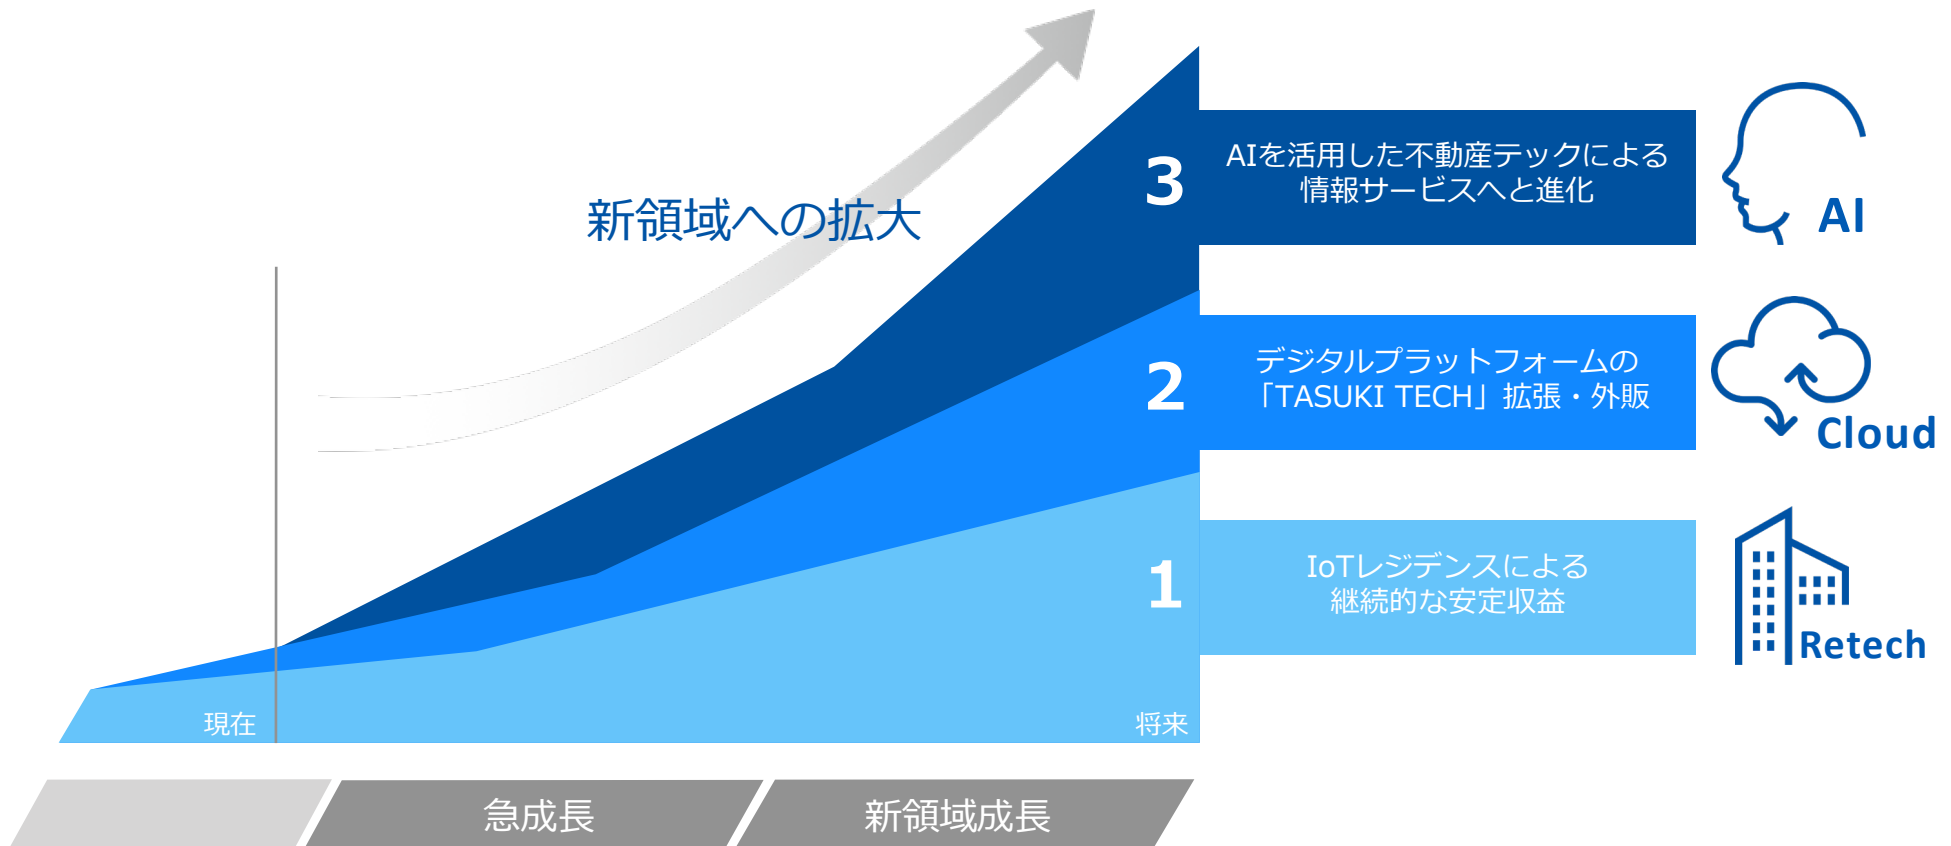 新領域への拡大
3
AIを活用した不動産テックによる
情報サービスへと進化
AI
2
デジタルプラットフォームの
「TASUKI TECH」拡張・外販
Cloud
1
IoTレジデンスによる
継続的な安定収益
Retech
現在
将来
急成長
新領域成長